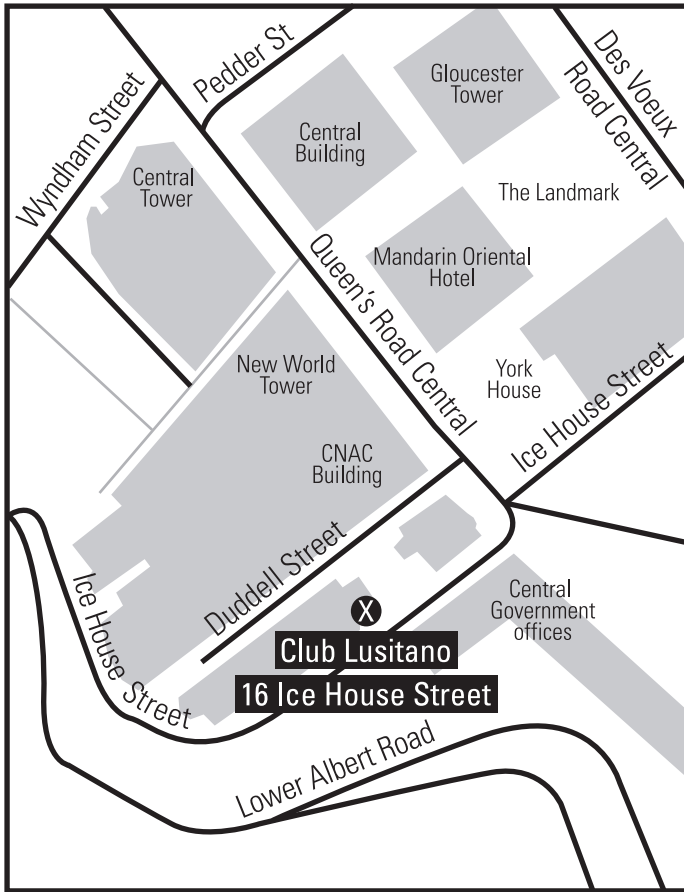 Pedder St
Des Voeux
Road Central
Gloucester
Tower
Wyndham Street
Central
Building
Central
Tower
The Landmark
Queen's Road Central
Mandarin Oriental
Hotel
New World
Tower
York
House
Ice House Street
CNAC
Building
Duddell Street
Ice House Street
Central
Government
offices
X
Club Lusitano
16 Ice House Street
Lower Albert Road